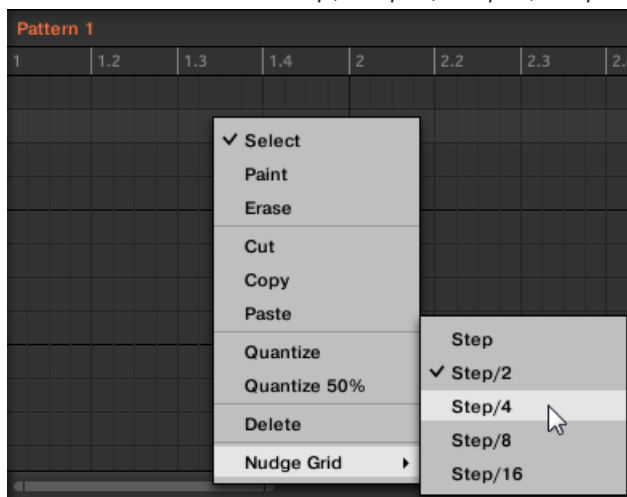 Pattern 1
1 1.2 1.3 1.4 2 2.2 2.3 2.
Select
Paint
Erase
Cut
Copy
Paste
Quantize
Quantize 50%
Delete
Nudge Grid
Step
Step/2
Step/4
Step/8
Step/16